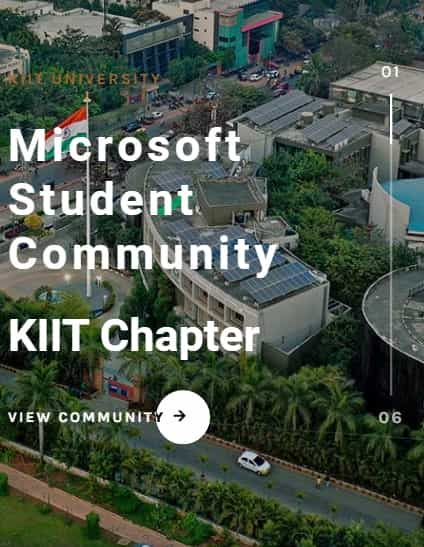 KIIT UNIVERSITY
01
Microsoft
Student
Community
KIIT Chapter
VIEW COMMUNITY
06